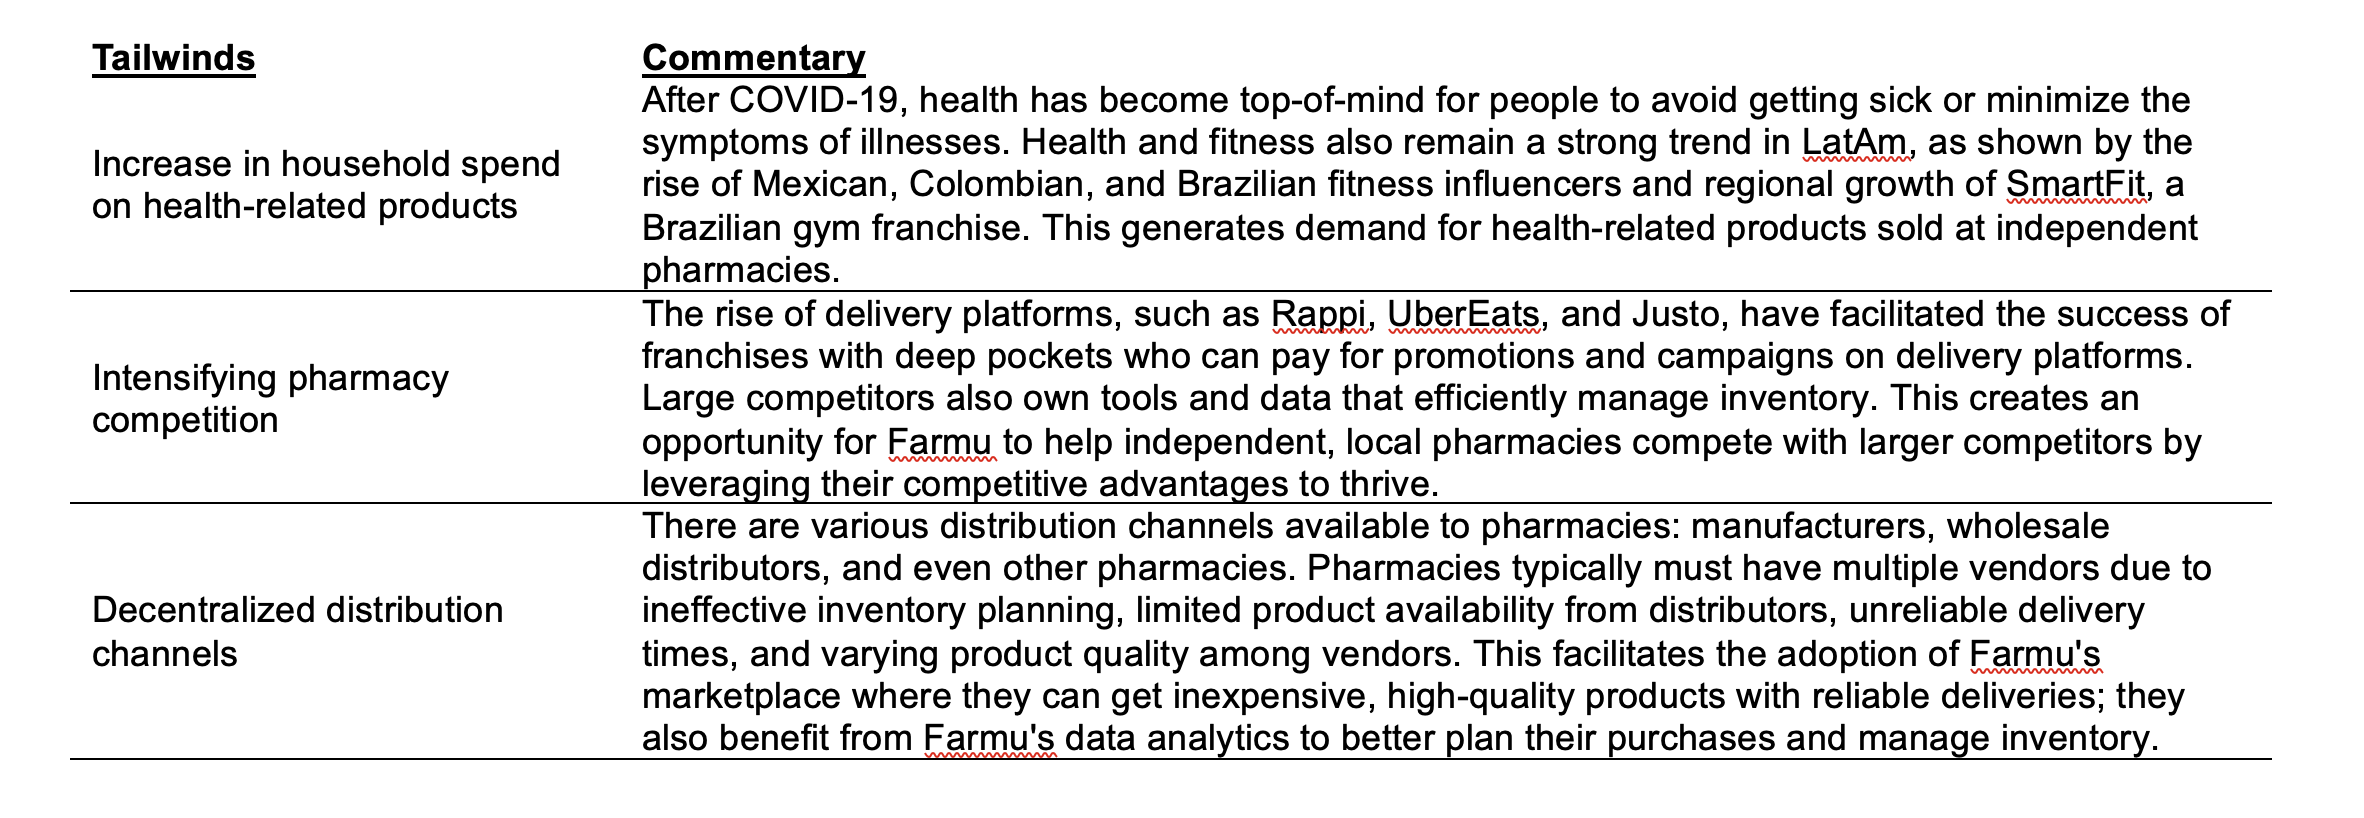 Tailwinds
Commentary
Increase in household spend
on health-related products
After COVID-19, health has become top-of-mind for people to avoid getting sick or minimize the
symptoms of illnesses. Health and fitness also remain a strong trend in LatAm, as shown by the
rise of Mexican, Colombian, and Brazilian fitness influencers and regional growth of SmartFit, a
Brazilian gym franchise. This generates demand for health-related products sold at independent
pharmacies.
Intensifying pharmacy
competition
The rise of delivery platforms, such as Rappi, UberEats, and Justo, have facilitated the success of
franchises with deep pockets who can pay for promotions and campaigns on delivery platforms.
Large competitors also own tools and data that efficiently manage inventory. This creates an
opportunity for Farmu to help independent, local pharmacies compete with larger competitors by
leveraging their competitive advantages to thrive.
Decentralized distribution
channels
There are various distribution channels available to pharmacies: manufacturers, wholesale
distributors, and even other pharmacies. Pharmacies typically must have multiple vendors due to
ineffective inventory planning, limited product availability from distributors, unreliable delivery
times, and varying product quality among vendors. This facilitates the adoption of Farmu's
marketplace where they can get inexpensive, high-quality products with reliable deliveries; they
also benefit from Farmu's data analytics to better plan their purchases and manage inventory.